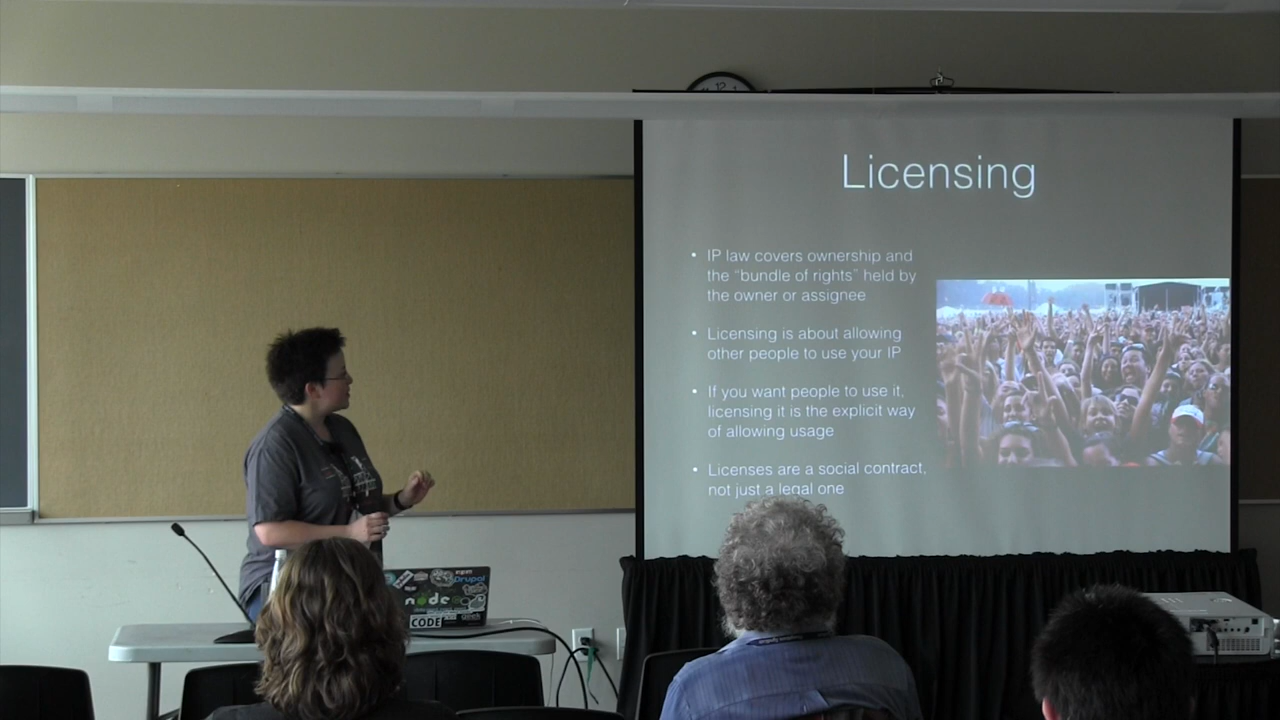 12
Licensing
• IP law covers ownership and
the “bundle of rights” held by
the owner or assignee
• Licensing is about allowing
other people to use your IP
• If you want people to use it,
licensing it is the explicit way
of allowing usage
• Licenses are a social contract,
not just a legal one
Drupal
node
CODE